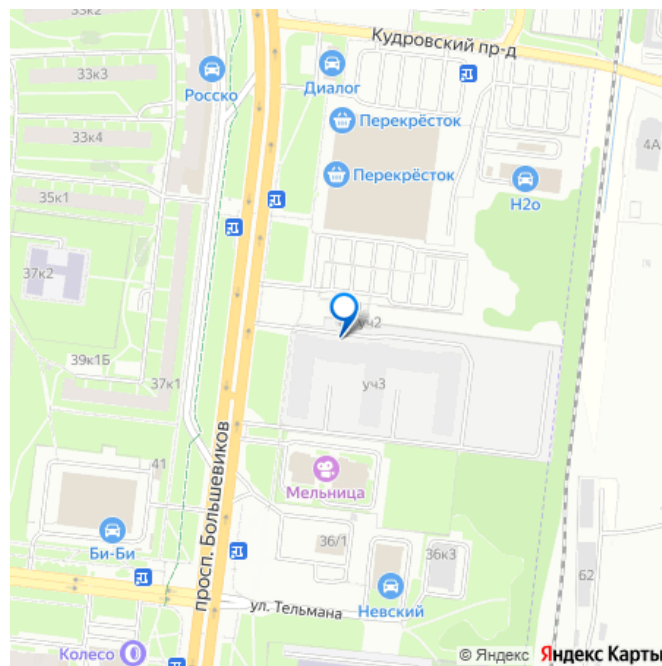 33к2
Кудровский пр-д
33к3
Росско
Диалог
Перекрёсток
33к4
4А
Перекрёсток
35к1
Н2о
37к2
уч2
39к1Б
37к1
уч3
просп. Большевиков
41
Мельница
Би-Би
36/1
36к3
62
ул. Тельмана
Невский
Колесо
© Яндекс Яндекс Карты